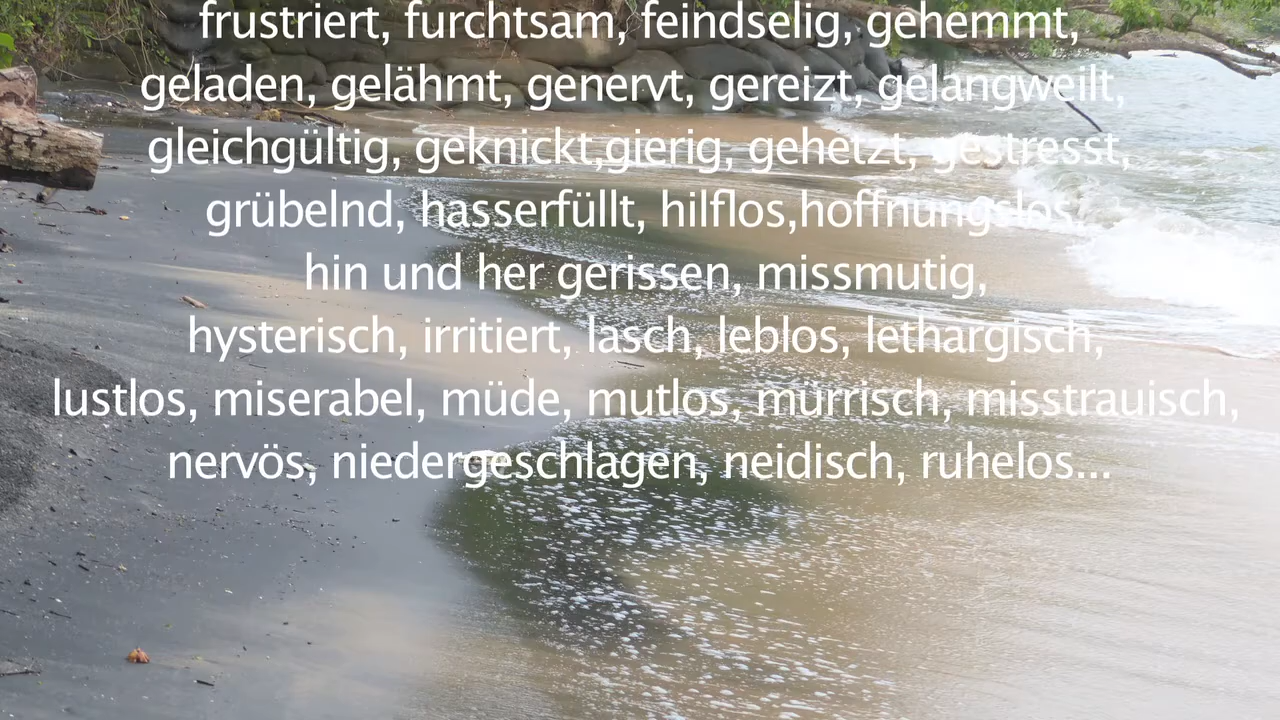 frustriert, furchtsam, feindselig, gehemmt,
geladen, gelähmt, genervt, gereizt, gelangweilt,
gleichgültig, geknickt,gierig, gehetzt, gestresst,
grübelnd, hasserfüllt, hilflos,hoffnungslos,
hin und her gerissen, missmutig,
hysterisch, irritiert, lasch, leblos, lethargisch,
lustlos, miserabel, müde, mutlos, mürrisch, misstrauisch,
nervös, niedergeschlagen, neidisch, ruhelos...